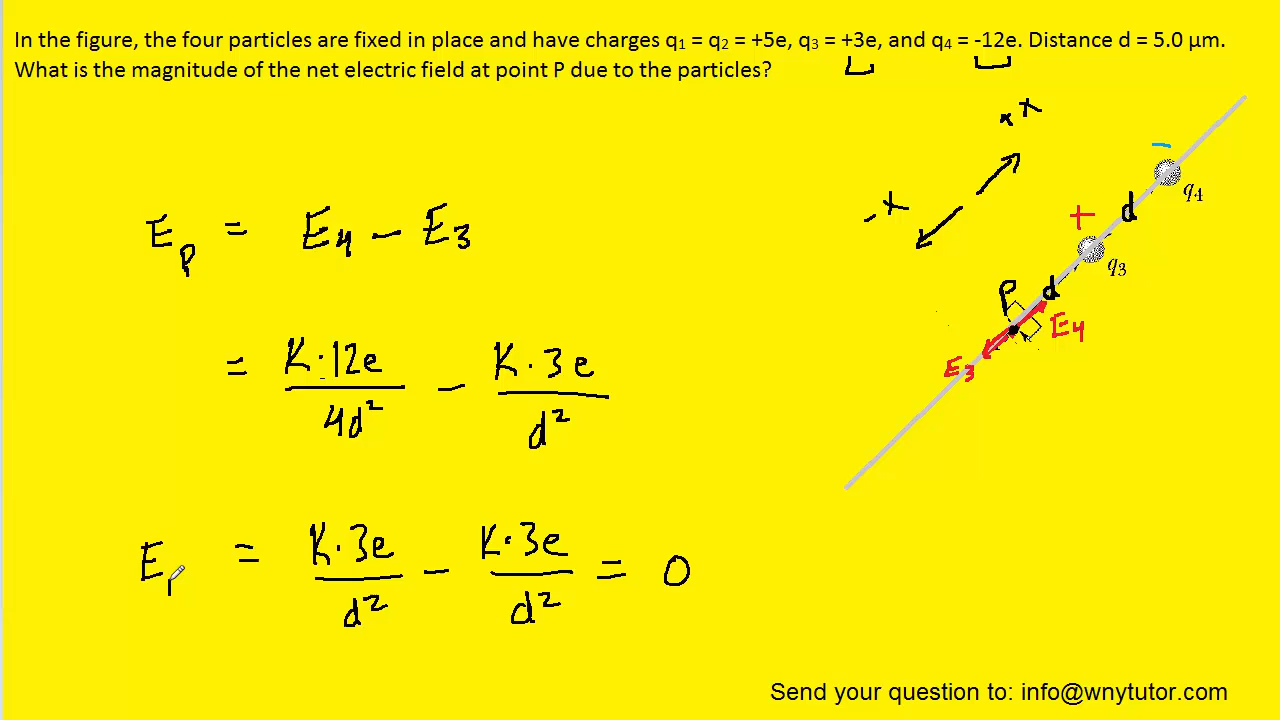 In the figure, the four particles are fixed in place and have charges q₁ = q₂ = +5e, q₃ = +3e, and q₄ = -12e. Distance d = 5.0 µm.
What is the magnitude of the net electric field at point P due to the particles?
+x
-x
-
q₄
d
+
q₃
P d
E₄
E₃
E_p = E₄ - E₃
= K·12e / 4d² - K·3e / d²
E = K·3e / d² - K·3e / d² = 0
Send your question to: info@wnytutor.com